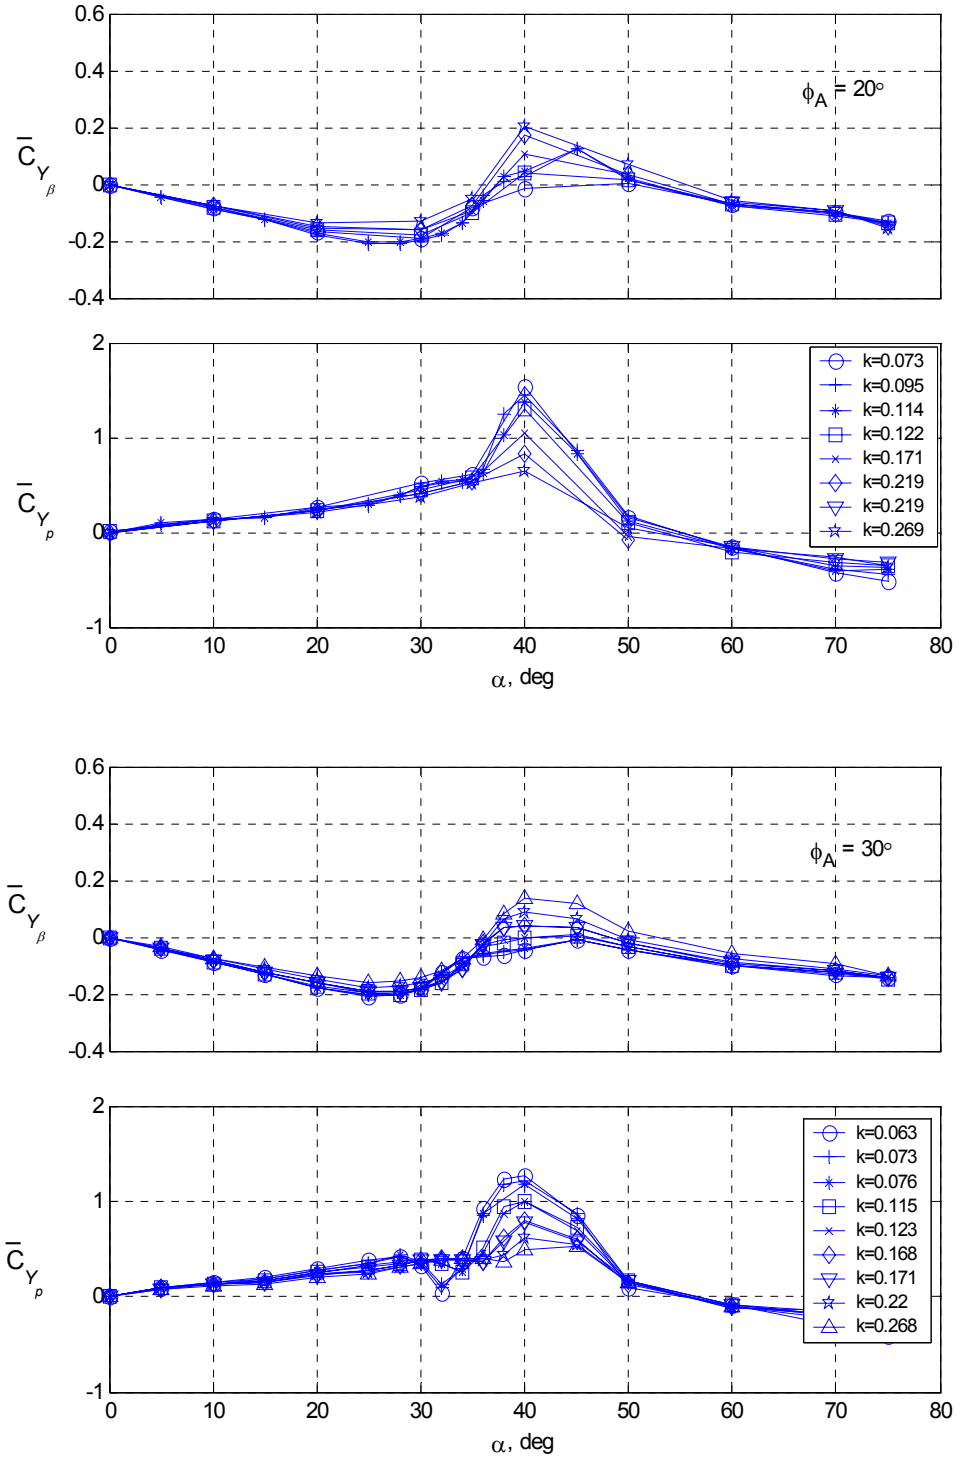 0.6
0.4
ϕA = 20°
0.2
C̄Yβ
0
-0.2
-0.4
2
k=0.073
k=0.095
k=0.114
1
k=0.122
k=0.171
C̄Yp
k=0.219
k=0.219
0
k=0.269
-1
0 10 20 30 40 50 60 70 80
α, deg
0.6
0.4
ϕA = 30°
0.2
C̄Yβ
0
-0.2
-0.4
2
k=0.063
k=0.073
k=0.076
1
k=0.115
k=0.123
C̄Yp
k=0.168
k=0.171
0
k=0.22
k=0.268
-1
0 10 20 30 40 50 60 70 80
α, deg